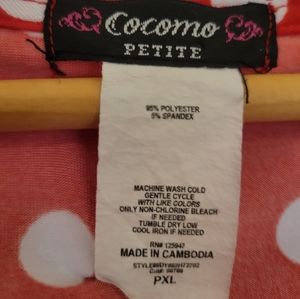 Cocomo
PETITE
95% POLYESTER
5% SPANDEX
MACHINE WASH COLD
GENTLE CYCLE
WITH LIKE COLORS
ONLY NON-CHLORINE BLEACH
IF NEEDED
TUMBLE DRY LOW
COOL IRON IF NEEDED
RN# 125947
MADE IN CAMBODIA
PXL